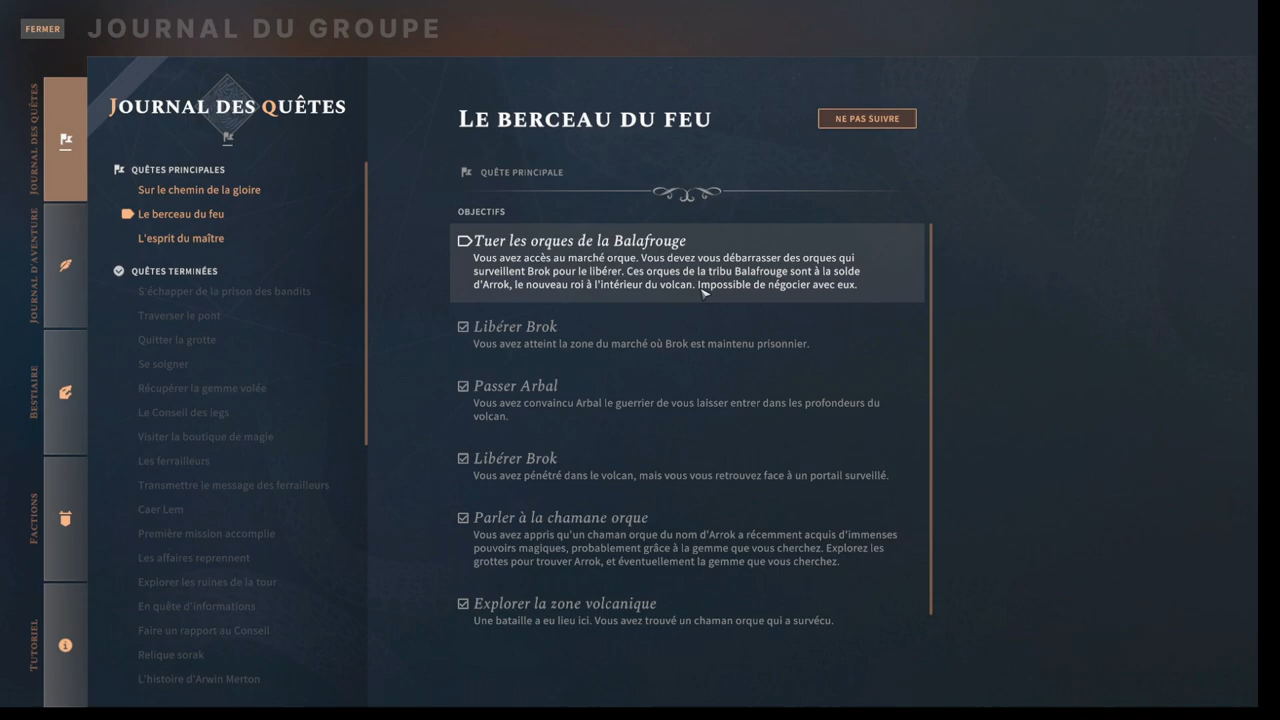 FERMER
JOURNAL DU GROUPE
JOURNAL DES QUÊTES
JOURNAL D'AVENTURE
BESTIAIRE
FACTIONS
TUTORIEL
JOURNAL DES QUÊTES
QUÊTES PRINCIPALES
Sur le chemin de la gloire
Le berceau du feu
L'esprit du maître
QUÊTES TERMINÉES
S'échapper de la prison des bandits
Traverser le pont
Quitter la grotte
Se soigner
Récupérer la gemme volée
Le Conseil des legs
Visiter la boutique de magie
Les ferrailleurs
Transmettre le message des ferrailleurs
Caer Lem
Première mission accomplie
Les affaires reprennent
Explorer les ruines de la tour
En quête d'informations
Faire un rapport au Conseil
Relique sorak
L'histoire d'Arwin Merton
LE BERCEAU DU FEU
NE PAS SUIVRE
QUÊTE PRINCIPALE
OBJECTIFS
Tuer les orques de la Balafrouge
Vous avez accès au marché orque. Vous devez vous débarrasser des orques qui
surveillent Brok pour le libérer. Ces orques de la tribu Balafrouge sont à la solde
d'Arrok, le nouveau roi à l'intérieur du volcan. Impossible de négocier avec eux.
Libérer Brok
Vous avez atteint la zone du marché où Brok est maintenu prisonnier.
Passer Arbal
Vous avez convaincu Arbal le guerrier de vous laisser entrer dans les profondeurs du
volcan.
Libérer Brok
Vous avez pénétré dans le volcan, mais vous vous retrouvez face à un portail surveillé.
Parler à la chamane orque
Vous avez appris qu'un chaman orque du nom d'Arrok a récemment acquis d'immenses
pouvoirs magiques, probablement grâce à la gemme que vous cherchez. Explorez les
grottes pour trouver Arrok, et éventuellement la gemme que vous cherchez.
Explorer la zone volcanique
Une bataille a eu lieu ici. Vous avez trouvé un chaman orque qui a survécu.